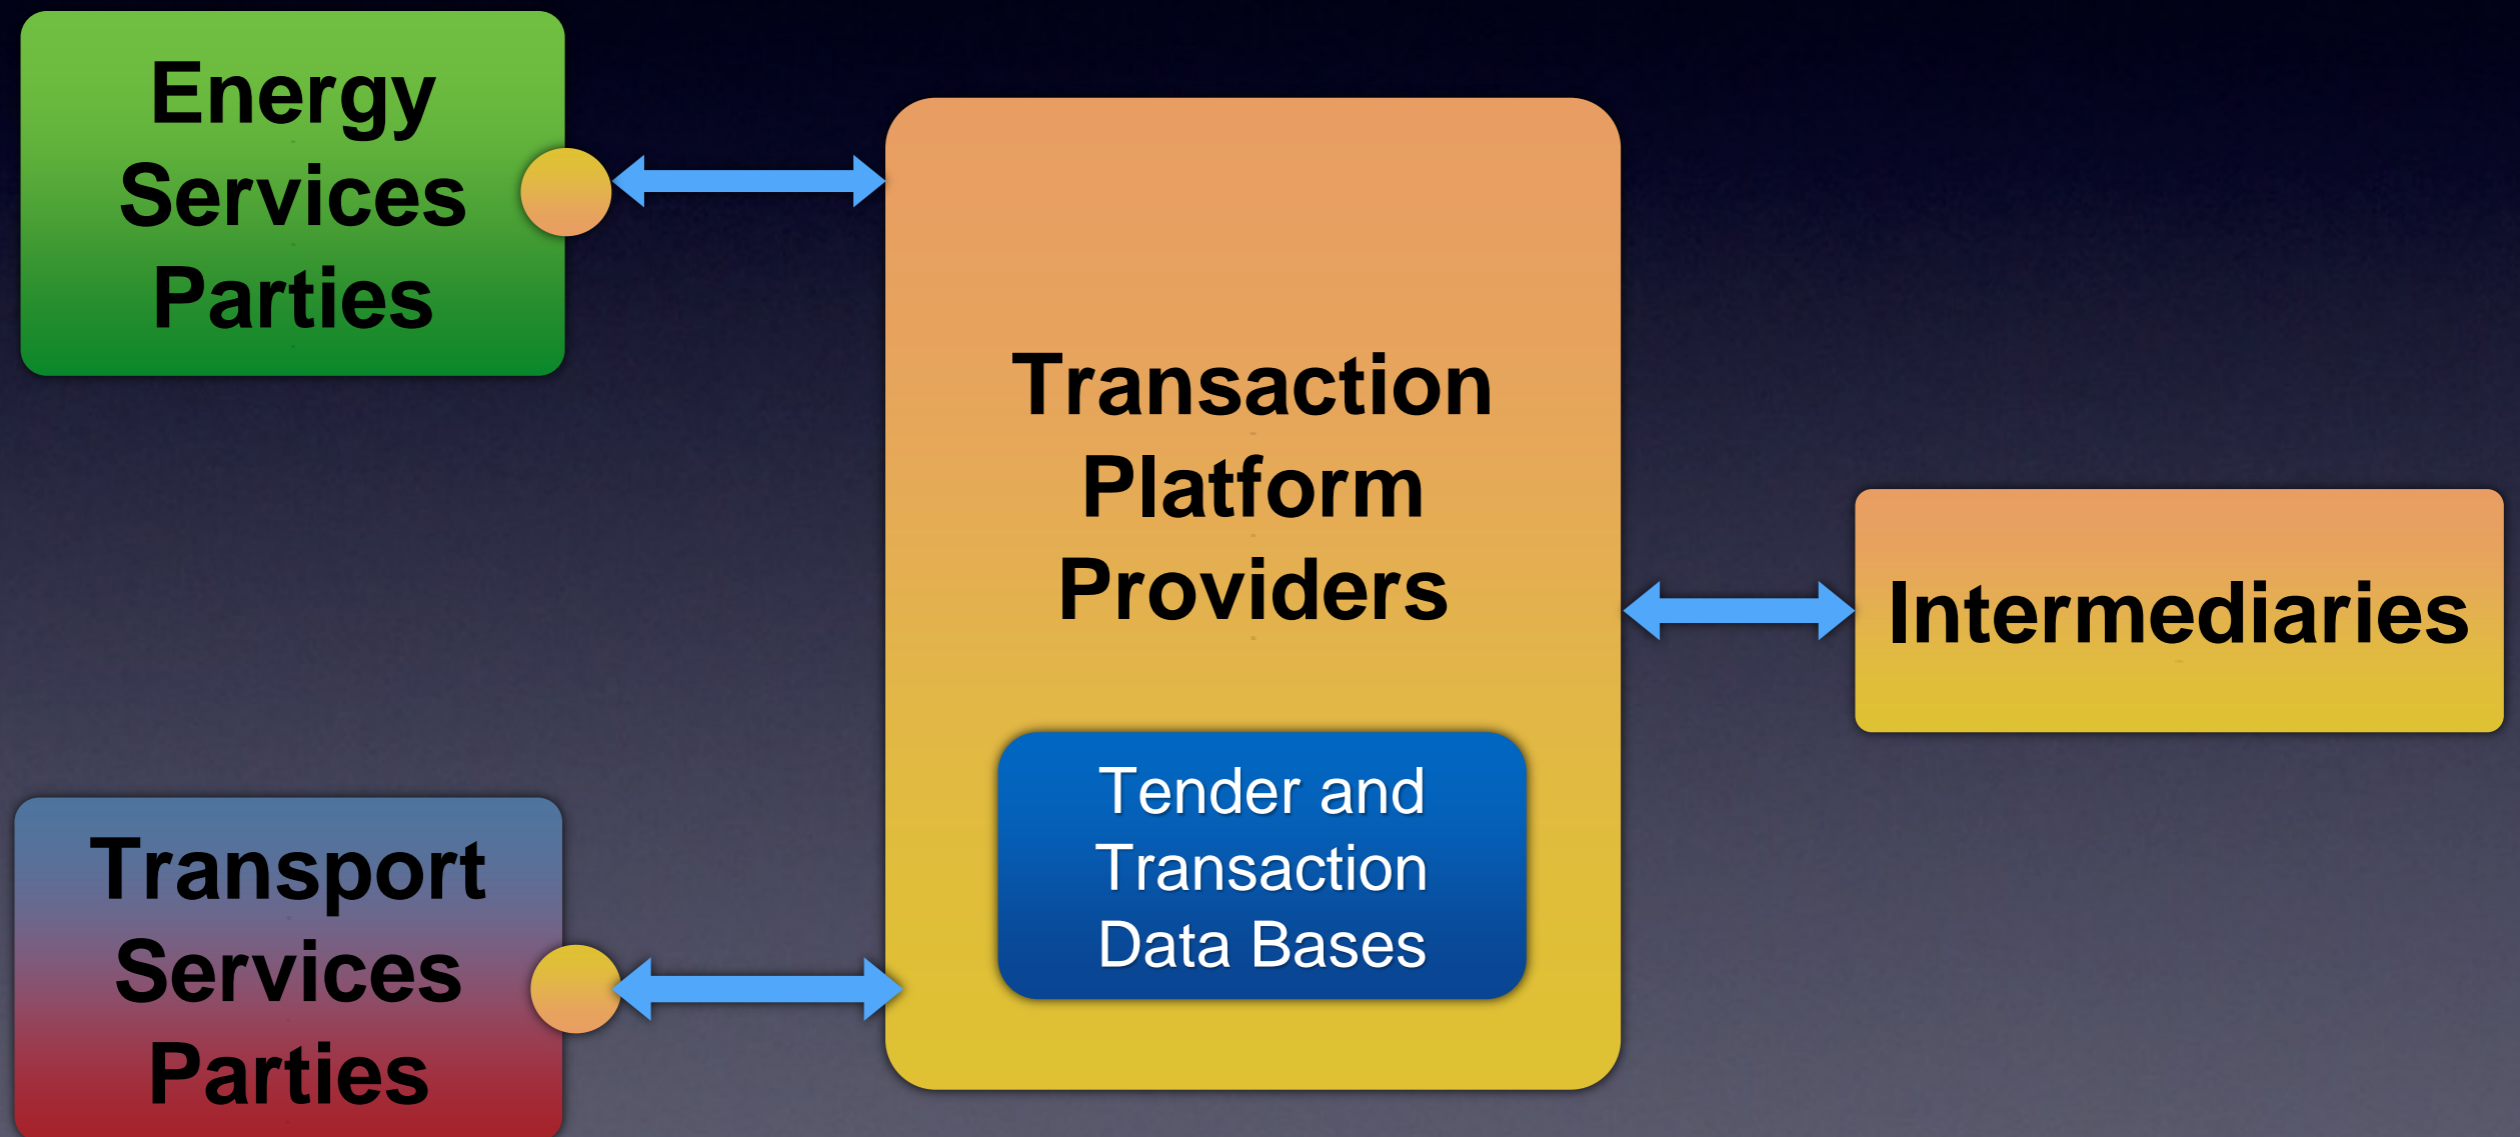 Energy
Services
Parties
Transaction
Platform
Providers
Tender and
Transaction
Data Bases
Intermediaries
Transport
Services
Parties